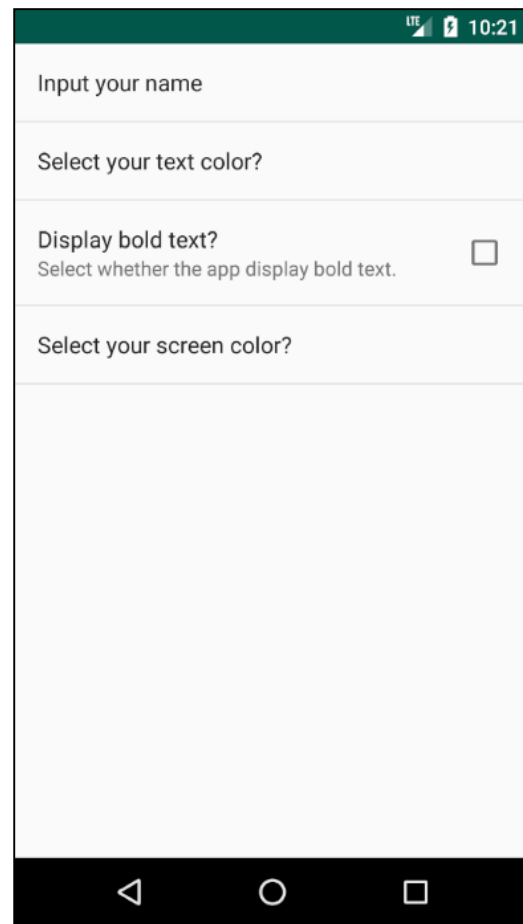 LTE 10:21
Input your name
Select your text color?
Display bold text?
Select whether the app display bold text.
Select your screen color?